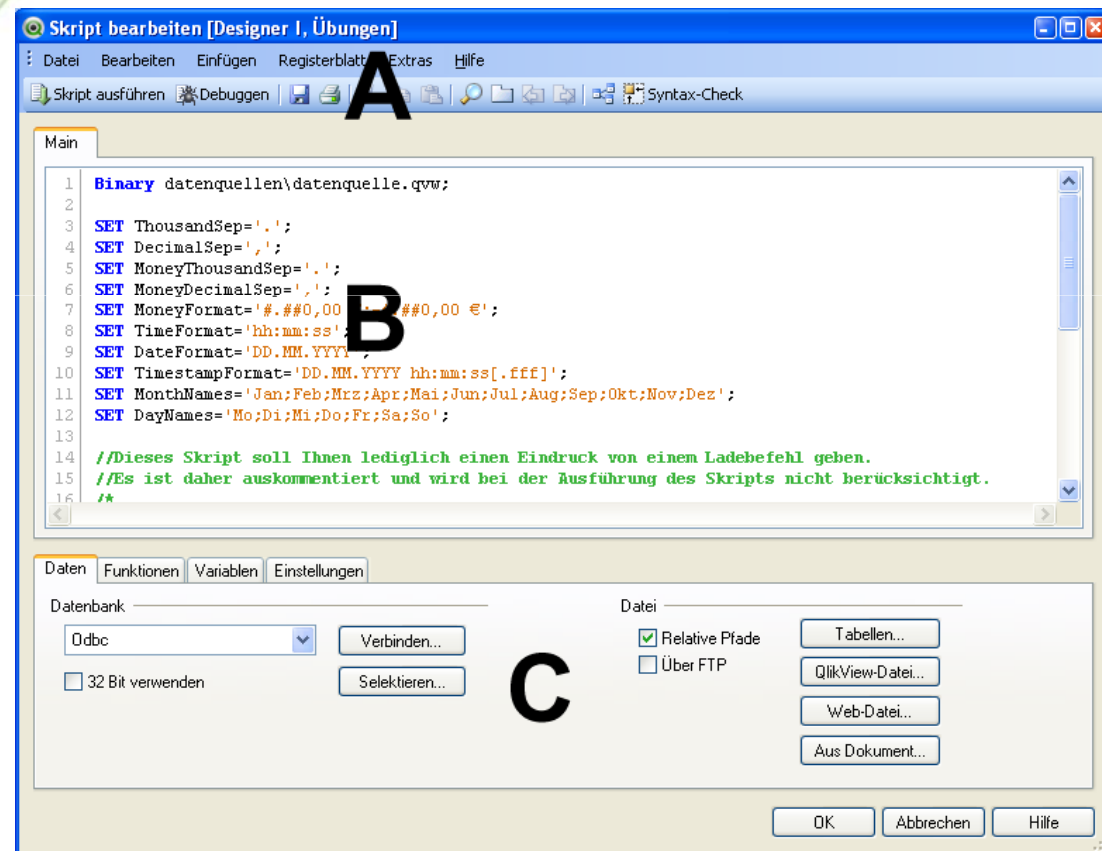 Skript bearbeiten [Designer I, Übungen]
Datei Bearbeiten Einfügen Registerblatt Extras Hilfe
A
Skript ausführen Debuggen Syntax-Check
Main
1 Binary datenquellen\datenquelle.qvw;
2
3 SET ThousandSep='.';
4 SET DecimalSep=',';
5 SET MoneyThousandSep='.';
6 SET MoneyDecimalSep=',';
B
7 SET MoneyFormat='#.##0,00 ##0,00 €';
8 SET TimeFormat='hh:mm:ss';
9 SET DateFormat='DD.MM.YYYY';
10 SET TimestampFormat='DD.MM.YYYY hh:mm:ss[.fff]';
11 SET MonthNames='Jan;Feb;Mrz;Apr;Mai;Jun;Jul;Aug;Sep;Okt;Nov;Dez';
12 SET DayNames='Mo;Di;Mi;Do;Fr;Sa;So';
13
14 //Dieses Skript soll Ihnen lediglich einen Eindruck von einem Ladebefehl geben.
15 //Es ist daher auskommentiert und wird bei der Ausführung des Skripts nicht berücksichtigt.
16 /*
Daten Funktionen Variablen Einstellungen
Datenbank
Odbc
Verbinden...
32 Bit verwenden
Selektieren...
C
Datei
Relative Pfade
Über FTP
Tabellen...
QlikView-Datei...
Web-Datei...
Aus Dokument...
OK Abbrechen Hilfe